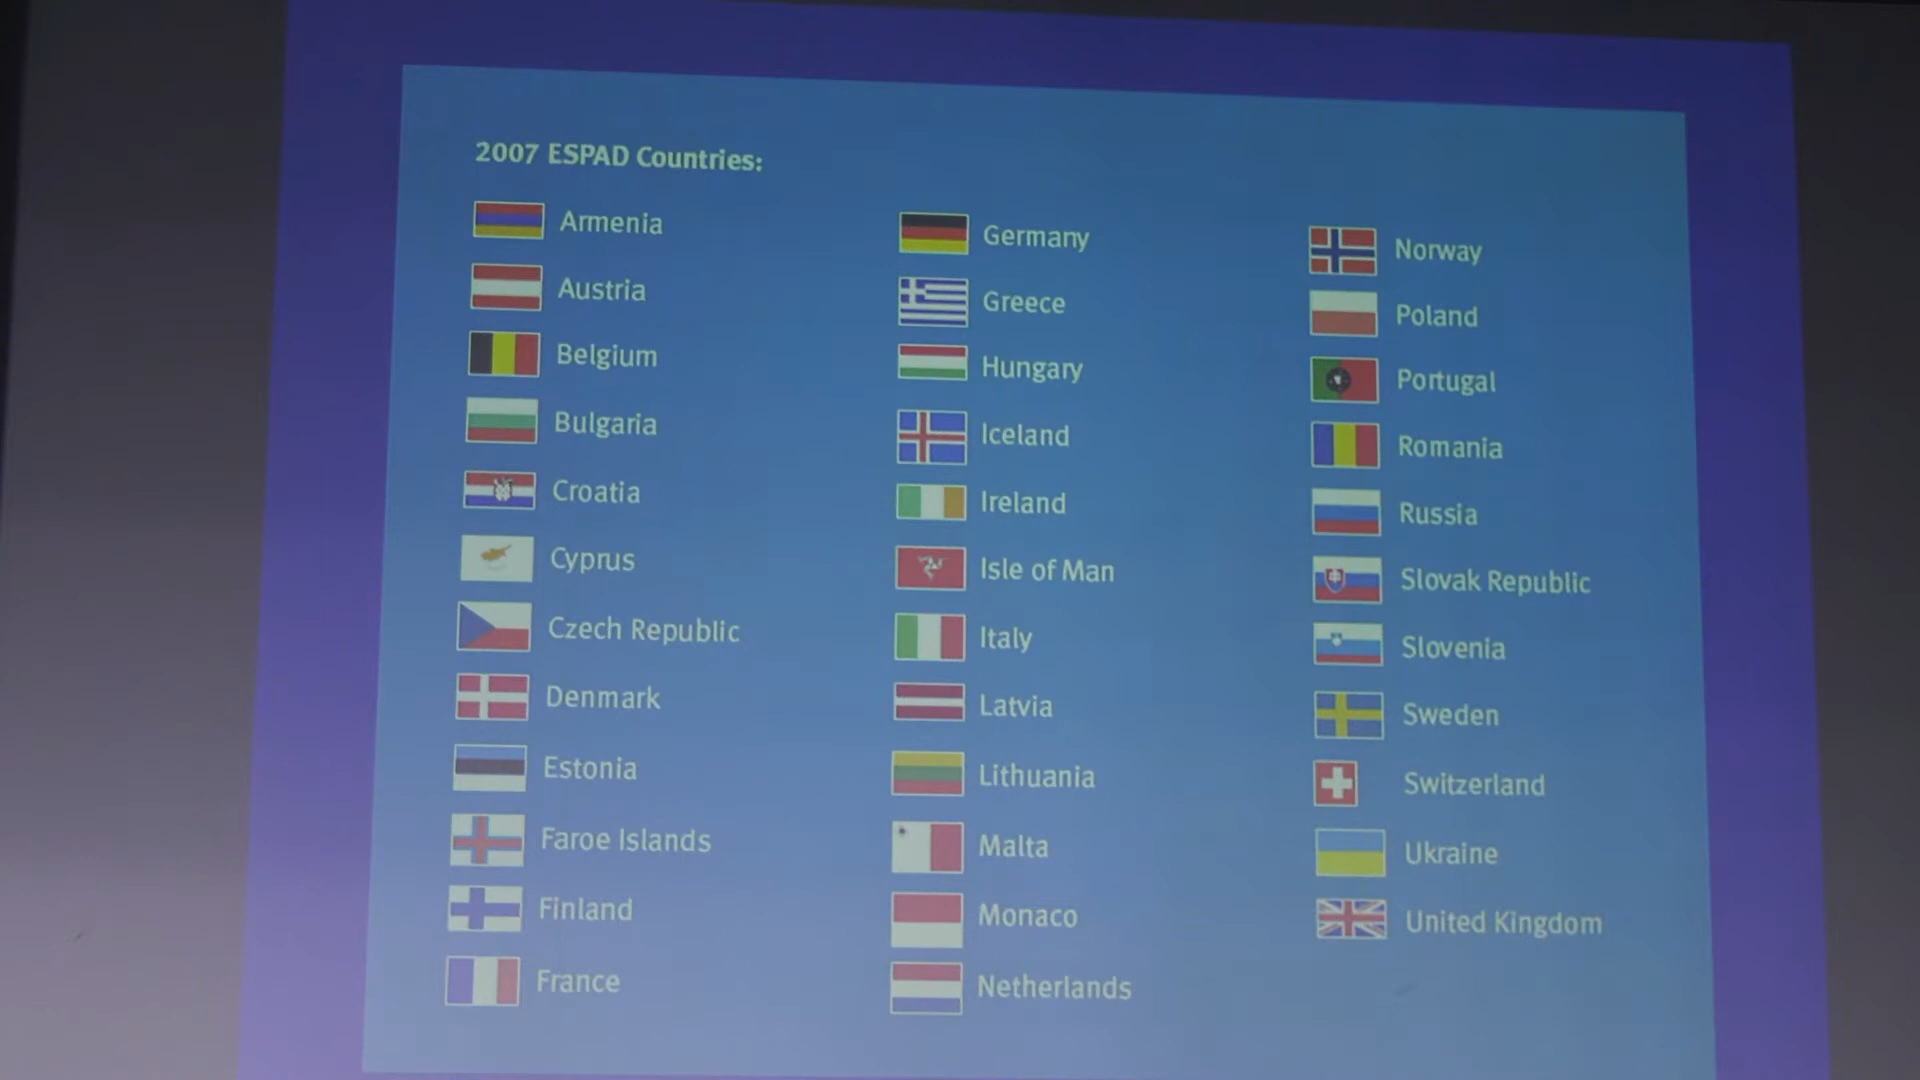 2007 ESPAD Countries:
Armenia
Austria
Belgium
Bulgaria
Croatia
Cyprus
Czech Republic
Denmark
Estonia
Faroe Islands
Finland
France
Germany
Greece
Hungary
Iceland
Ireland
Isle of Man
Italy
Latvia
Lithuania
Malta
Monaco
Netherlands
Norway
Poland
Portugal
Romania
Russia
Slovak Republic
Slovenia
Sweden
Switzerland
Ukraine
United Kingdom